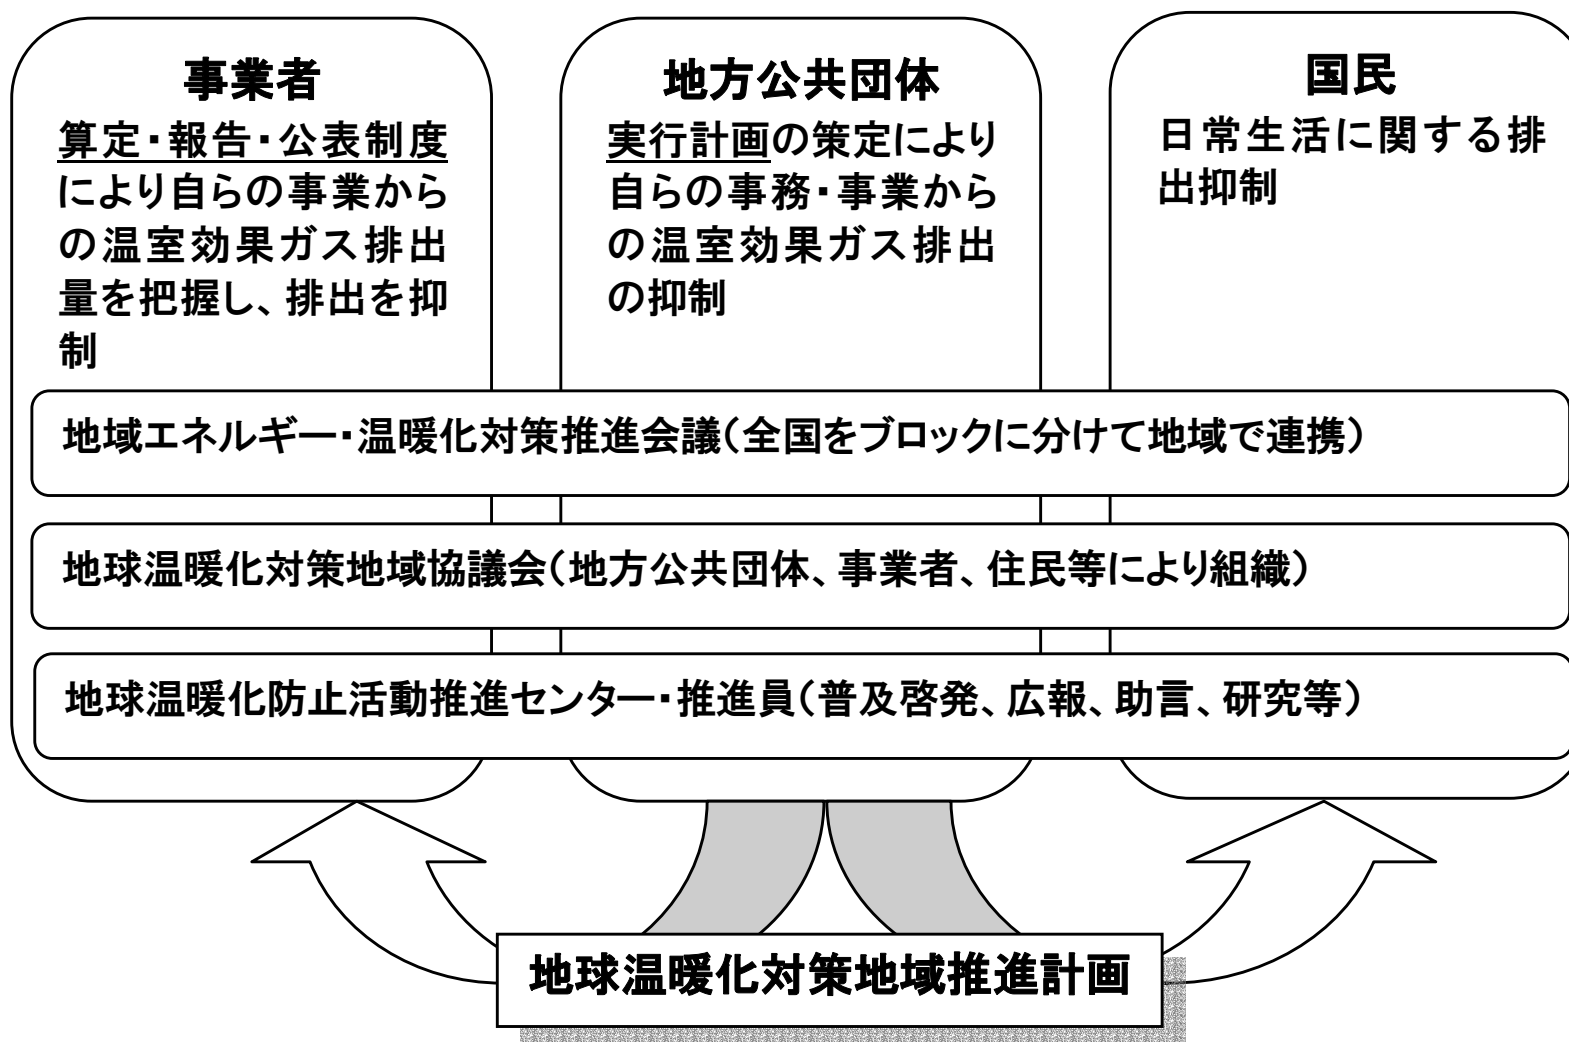 事業者
算定・報告・公表制度
により自らの事業から
の温室効果ガス排出
量を把握し、排出を抑
制
地方公共団体
実行計画の策定により
自らの事務・事業から
の温室効果ガス排出
の抑制
国民
日常生活に関する排
出抑制
地域エネルギー・温暖化対策推進会議（全国をブロックに分けて地域で連携）
地球温暖化対策地域協議会（地方公共団体、事業者、住民等により組織）
地球温暖化防止活動推進センター・推進員（普及啓発、広報、助言、研究等）
地球温暖化対策地域推進計画